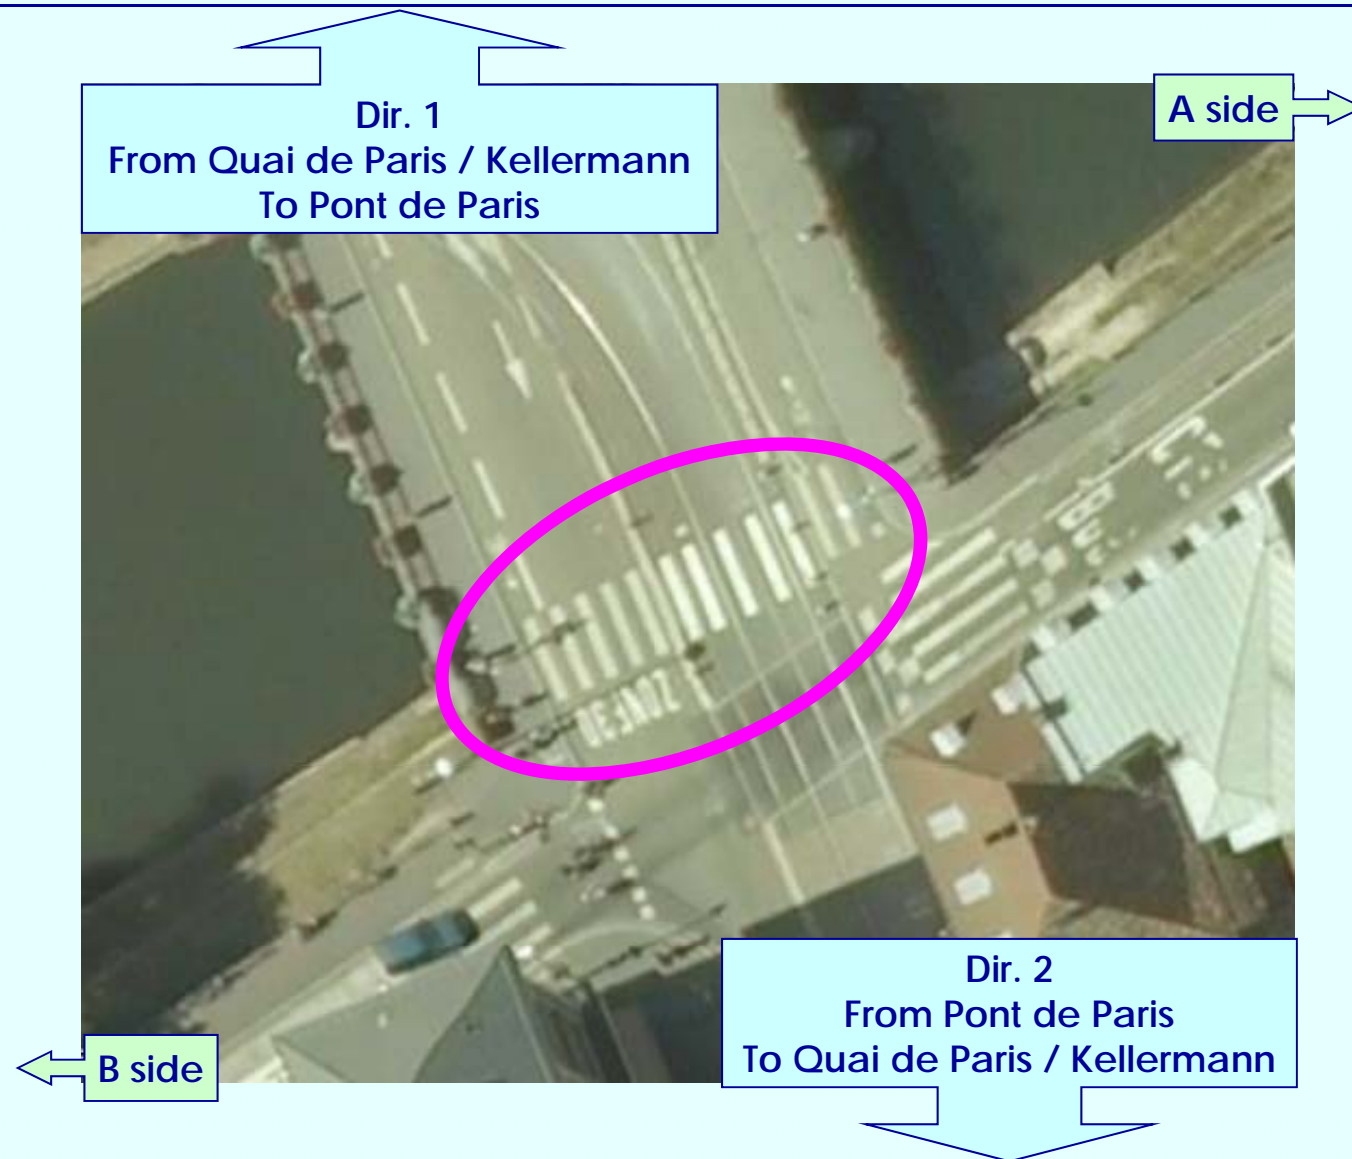 Dir. 1
From Quai de Paris / Kellermann
To Pont de Paris
A side
BUS
ZONE 30
Dir. 2
From Pont de Paris
To Quai de Paris / Kellermann
B side